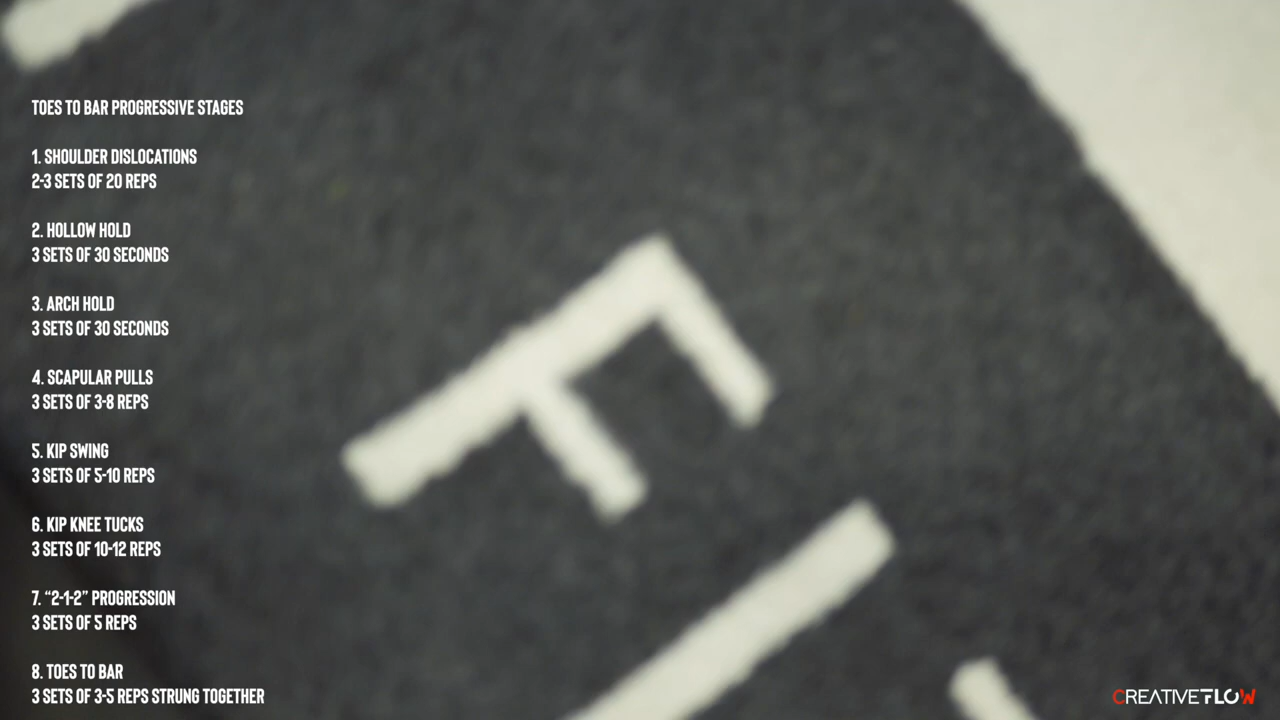 TOES TO BAR PROGRESSIVE STAGES
1. SHOULDER DISLOCATIONS
2-3 SETS OF 20 REPS
2. HOLLOW HOLD
3 SETS OF 30 SECONDS
3. ARCH HOLD
3 SETS OF 30 SECONDS
4. SCAPULAR PULLS
3 SETS OF 3-8 REPS
5. KIP SWING
3 SETS OF 5-10 REPS
6. KIP KNEE TUCKS
3 SETS OF 10-12 REPS
7. “2-1-2” PROGRESSION
3 SETS OF 5 REPS
8. TOES TO BAR
3 SETS OF 3-5 REPS STRUNG TOGETHER
F
CREATIVEFLOW